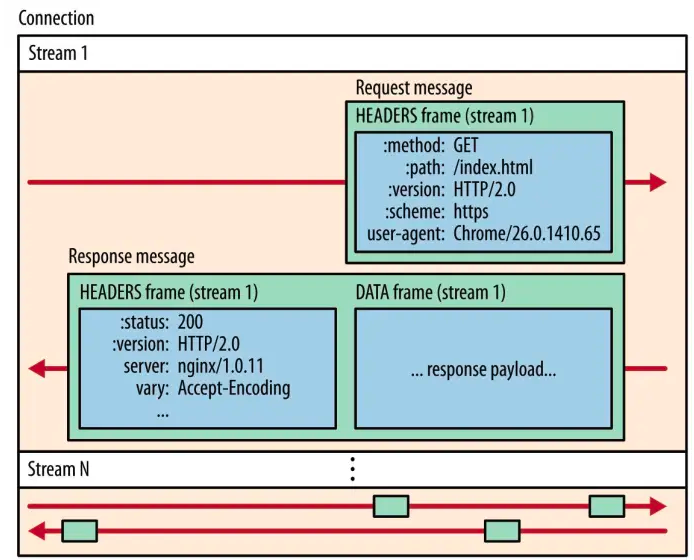 Connection
Stream 1
Request message
HEADERS frame (stream 1)
:method: GET
:path: /index.html
:version: HTTP/2.0
:scheme: https
user-agent: Chrome/26.0.1410.65
Response message
HEADERS frame (stream 1)
:status: 200
:version: HTTP/2.0
server: nginx/1.0.11
vary: Accept-Encoding
...
DATA frame (stream 1)
... response payload...
Stream N